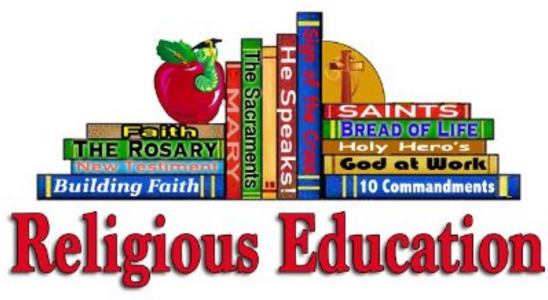 Faith
THE ROSARY
New Testiment
Building Faith
MARY
The Sacraments
He Speaks!
Sign of the Cross
SAINTS
BREAD OF LIFE
Holy Hero's
God at Work
10 Commandments
Religious Education